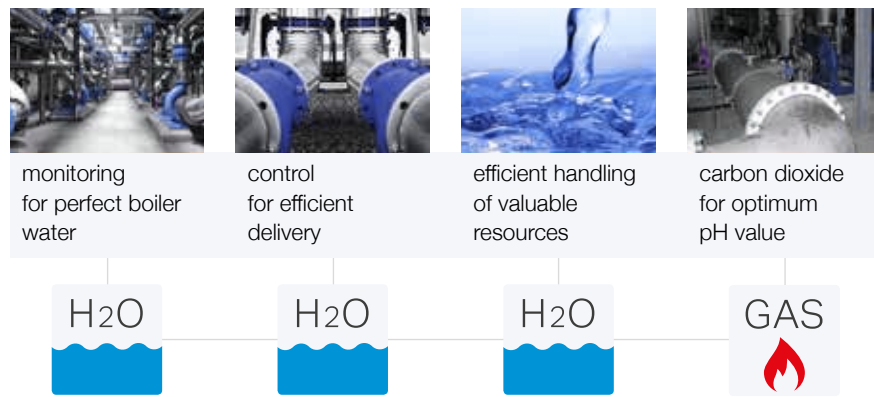 monitoring
for perfect boiler
water
control
for efficient
delivery
efficient handling
of valuable
resources
carbon dioxide
for optimum
pH value
H2O
H2O
H2O
GAS